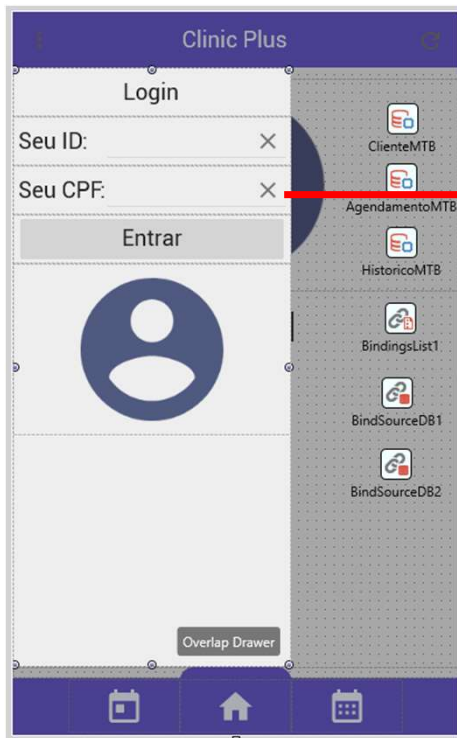 Clinic Plus
Login
Seu ID:
Seu CPF:
Entrar
ClienteMTB
AgendamentoMTB
HistoricoMTB
BindingsList1
BindSourceDB1
BindSourceDB2
Overlap Drawer